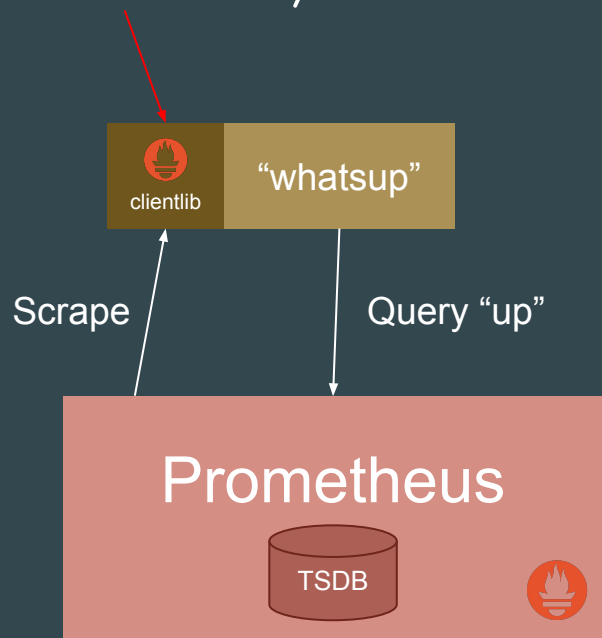 “whatsup”
clientlib
Scrape
Query “up”
Prometheus
TSDB